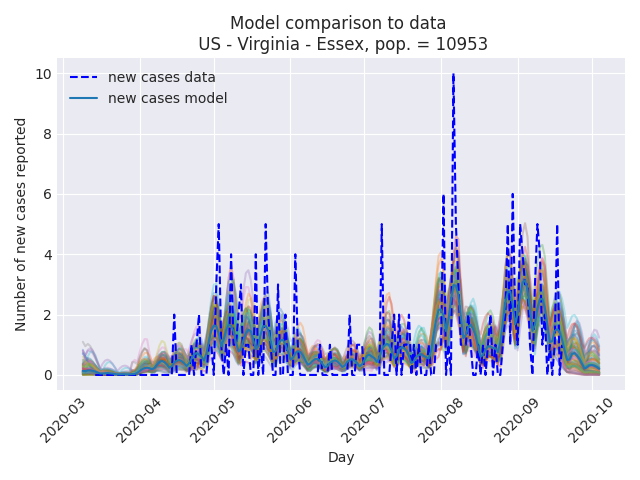 Model comparison to data
US - Virginia - Essex, pop. = 10953
new cases data
new cases model
Number of new cases reported
10
8
6
4
2
0
2020-03
2020-04
2020-05
2020-06
2020-07
2020-08
2020-09
2020-10
Day